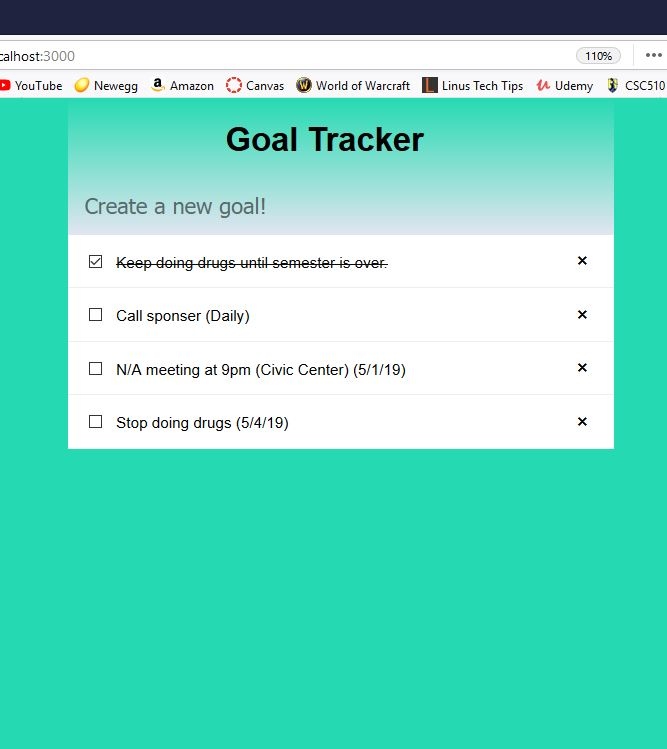 calhost:3000 110%
YouTube Newegg Amazon Canvas World of Warcraft Linus Tech Tips Udemy CSC510
Goal Tracker
Create a new goal!
Keep doing drugs until semester is over.
Call sponser (Daily)
N/A meeting at 9pm (Civic Center) (5/1/19)
Stop doing drugs (5/4/19)